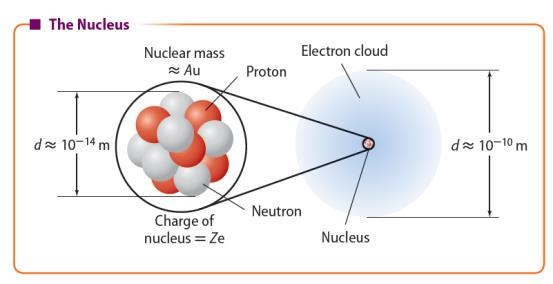 The Nucleus
Nuclear mass
≈ Au
Proton
Electron cloud
d ≈ 10⁻¹⁴ m
d ≈ 10⁻¹⁰ m
Neutron
Charge of
nucleus = Ze
Nucleus